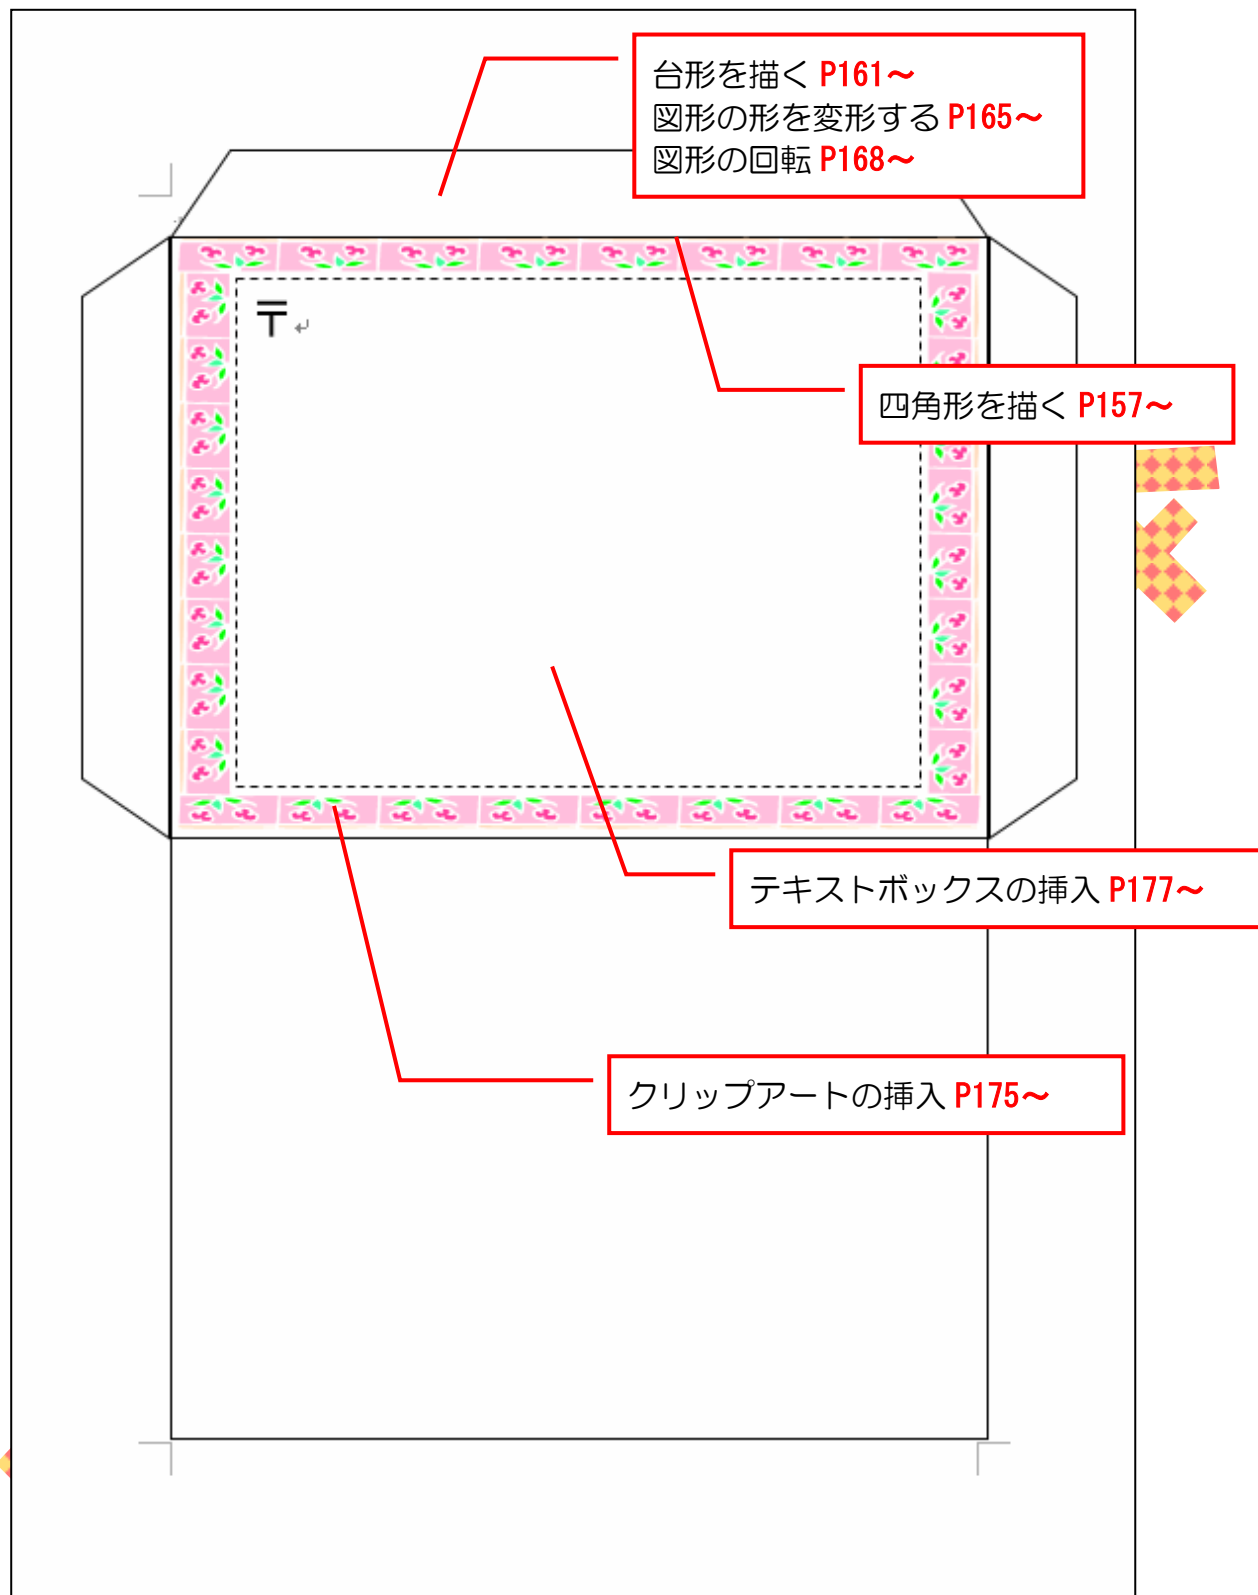 台形を描く P161～
図形の形を変形する P165～
図形の回転 P168～
〒
四角形を描く P157～
テキストボックスの挿入 P177～
クリップアートの挿入 P175～